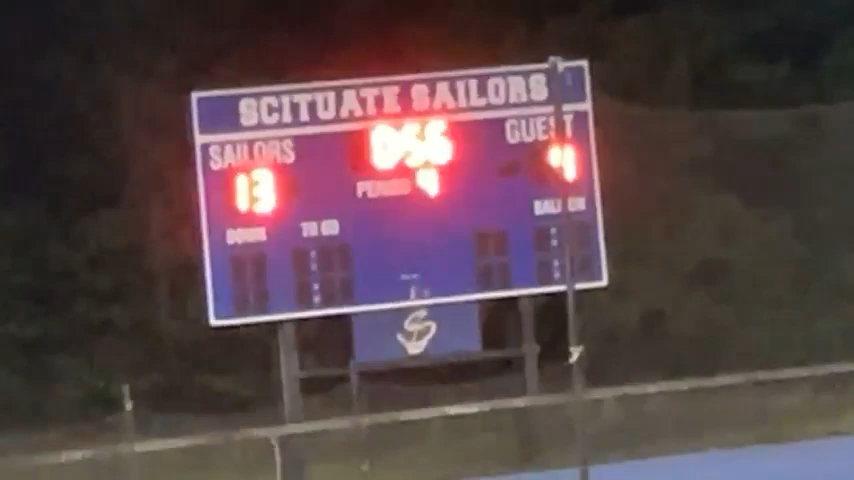 SCITUATE SAILORS
SAILORS 0:56 GUEST
13 PERIOD 4
DOWN TO GO BALL ON
S